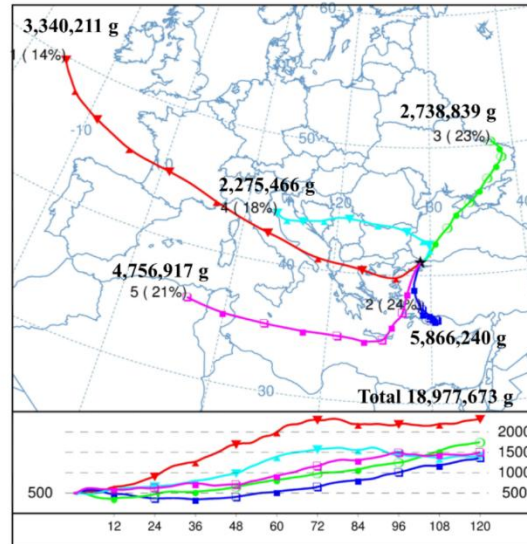 60
3,340,211 g
1 ( 14%)
2,738,839 g
3 ( 23%)
-10
50
2,275,466 g
4 ( 18%)
4,756,917 g
5 ( 21%)
2 ( 24%)
5,866,240 g
30
Total 18,977,673 g
2000
1500
1000
500
500
12 24 36 48 60 72 84 96 108 120